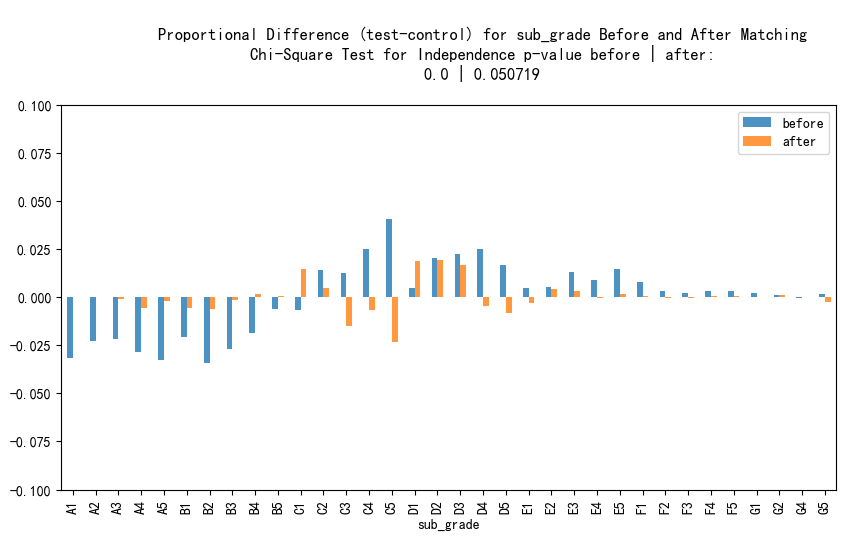 Proportional Difference (test-control) for sub_grade Before and After Matching
Chi-Square Test for Independence p-value before | after:
0.0 | 0.050719
before
after
0.100
0.075
0.050
0.025
0.000
−0.025
−0.050
−0.075
−0.100
A1 A2 A3 A4 A5 B1 B2 B3 B4 B5 C1 C2 C3 C4 C5 D1 D2 D3 D4 D5 E1 E2 E3 E4 E5 F1 F2 F3 F4 F5 G1 G2 G4 G5
sub_grade